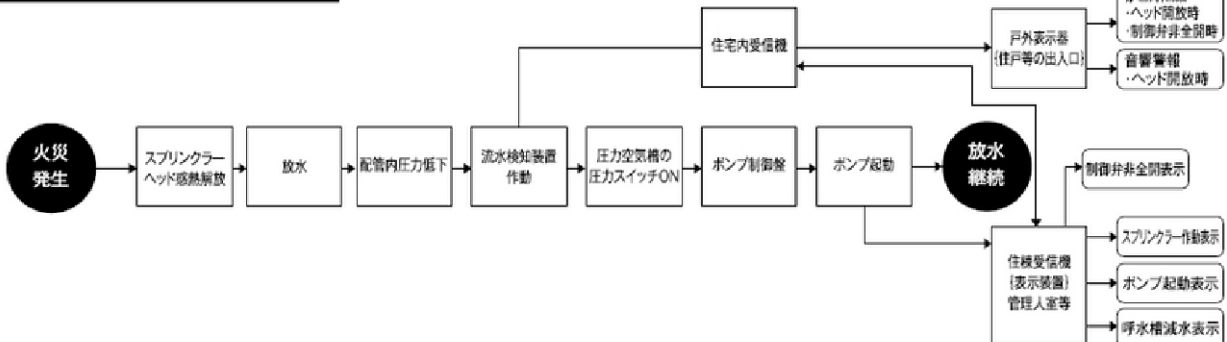 ・ヘッド開放時
・制御弁非全開時
住宅内受信機
戸外表示器
{住戸等の出入口}
音響警報
・ヘッド開放時
火災
発生
スプリンクラー
ヘッド感熱解放
放水
配管内圧力低下
流水検知装置
作動
圧力空気槽の
圧力スイッチON
ポンプ制御盤
ポンプ起動
放水
継続
制御弁非全開表示
住棟受信機
{表示装置}
管理人室等
スプリンクラー作動表示
ポンプ起動表示
呼水槽減水表示